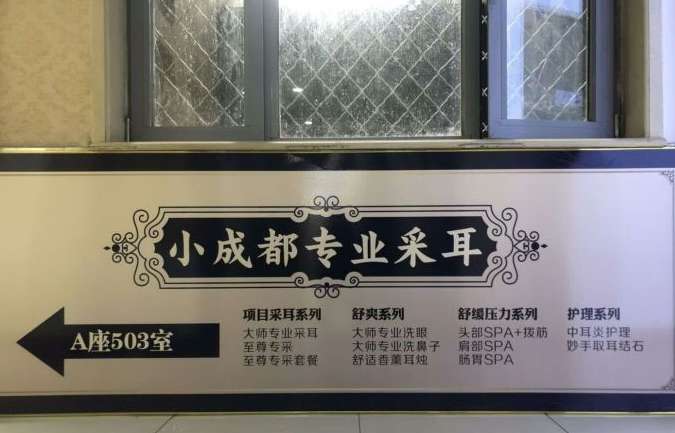 小成都专业采耳
A座503室
项目采耳系列
大师专业采耳
至尊专采
至尊专采套餐
舒爽系列
大师专业洗眼
大师专业洗鼻子
舒适香薰耳烛
舒缓压力系列
头部SPA+拨筋
肩部SPA
肠胃SPA
护理系列
中耳炎护理
妙手取耳结石